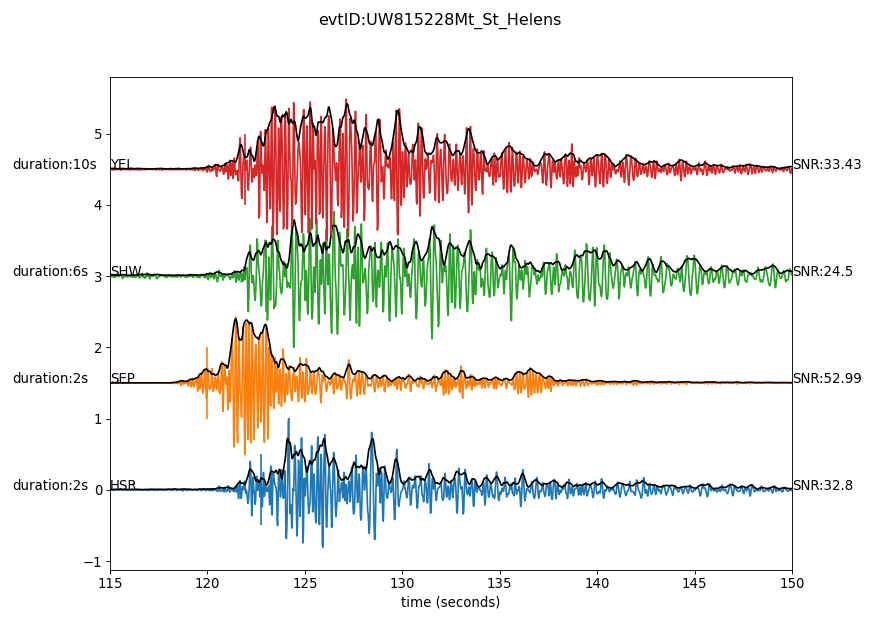 evtID:UW815228Mt_St_Helens
5
duration:10s YEL SNR:33.43
4
duration:6s SHW SNR:24.5
3
2
duration:2s SEP SNR:52.99
1
duration:2s HSR SNR:32.8
0
−1
115 120 125 130 135 140 145 150
time (seconds)